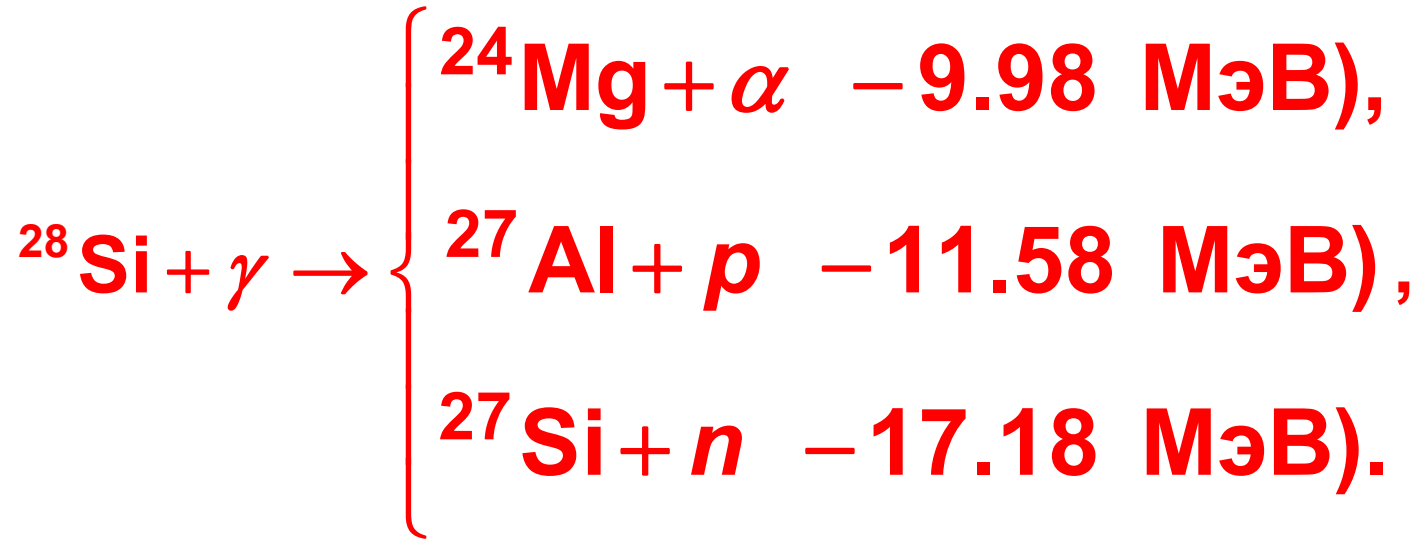 ²⁴Mg + α −9.98 МэВ),
²⁸Si + γ → { ²⁷Al + p −11.58 МэВ),
²⁷Si + n −17.18 МэВ).